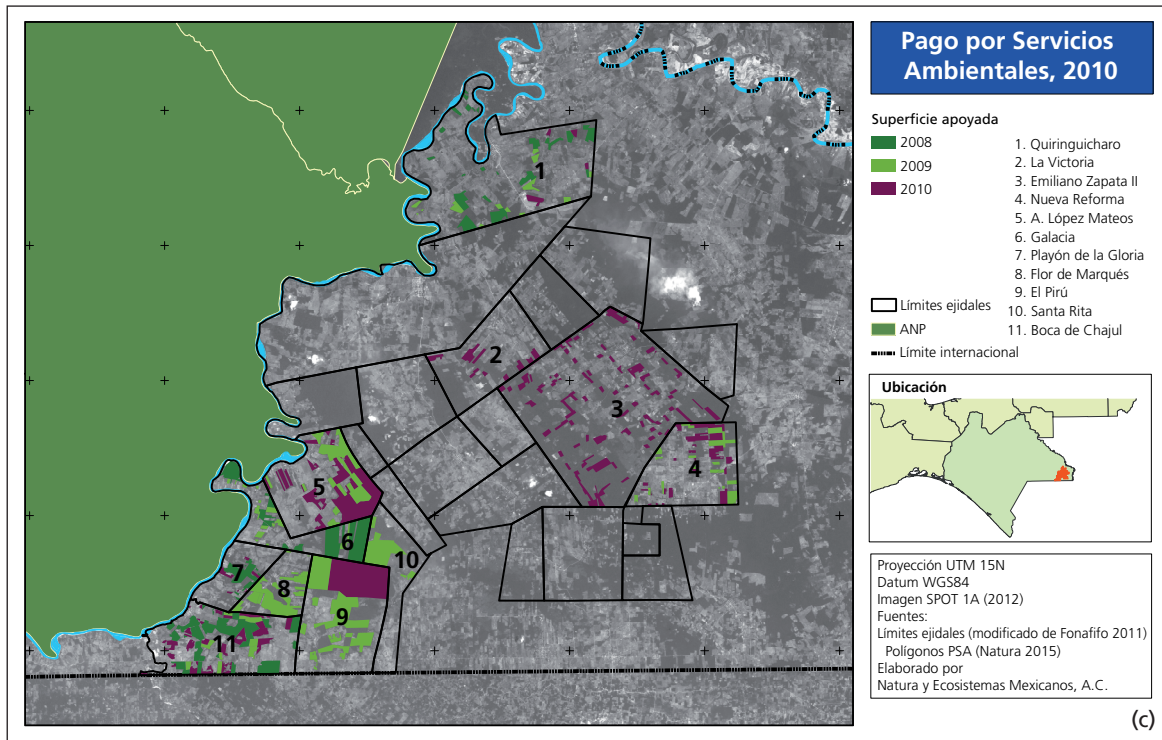 Pago por Servicios
Ambientales, 2010
Superficie apoyada
2008
2009
2010
1. Quiringuicharo
2. La Victoria
3. Emiliano Zapata II
4. Nueva Reforma
5. A. López Mateos
6. Galacia
7. Playón de la Gloria
8. Flor de Marqués
9. El Pirú
10. Santa Rita
11. Boca de Chajul
Límites ejidales
ANP
Límite internacional
Ubicación
Proyección UTM 15N
Datum WGS84
Imagen SPOT 1A (2012)
Fuentes:
Límites ejidales (modificado de Fonafifo 2011)
Polígonos PSA (Natura 2015)
Elaborado por
Natura y Ecosistemas Mexicanos, A.C.
(c)
1
2
3
4
5
6
10
7
8
9
11